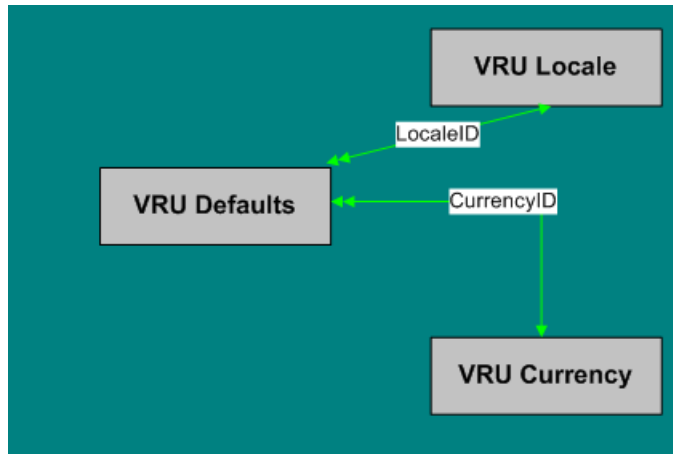 VRU Locale
LocaleID
VRU Defaults
CurrencyID
VRU Currency